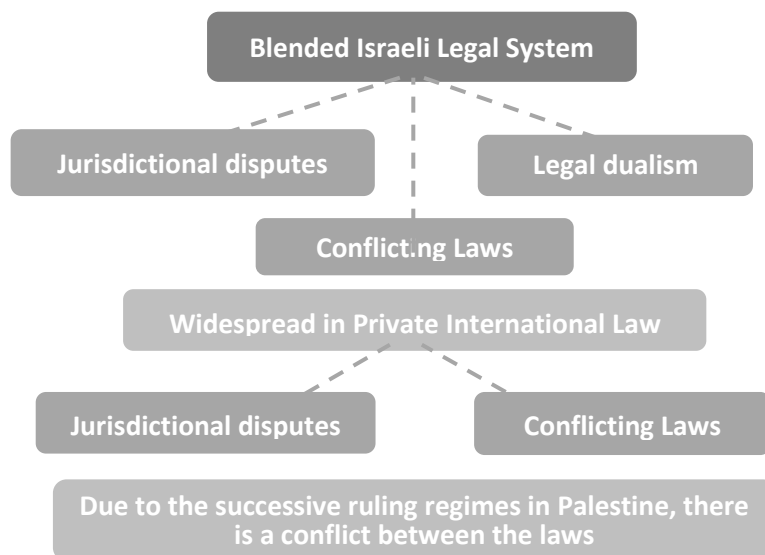 Blended Israeli Legal System
Jurisdictional disputes
Legal dualism
Conflicting Laws
Widespread in Private International Law
Jurisdictional disputes
Conflicting Laws
Due to the successive ruling regimes in Palestine, there
is a conflict between the laws